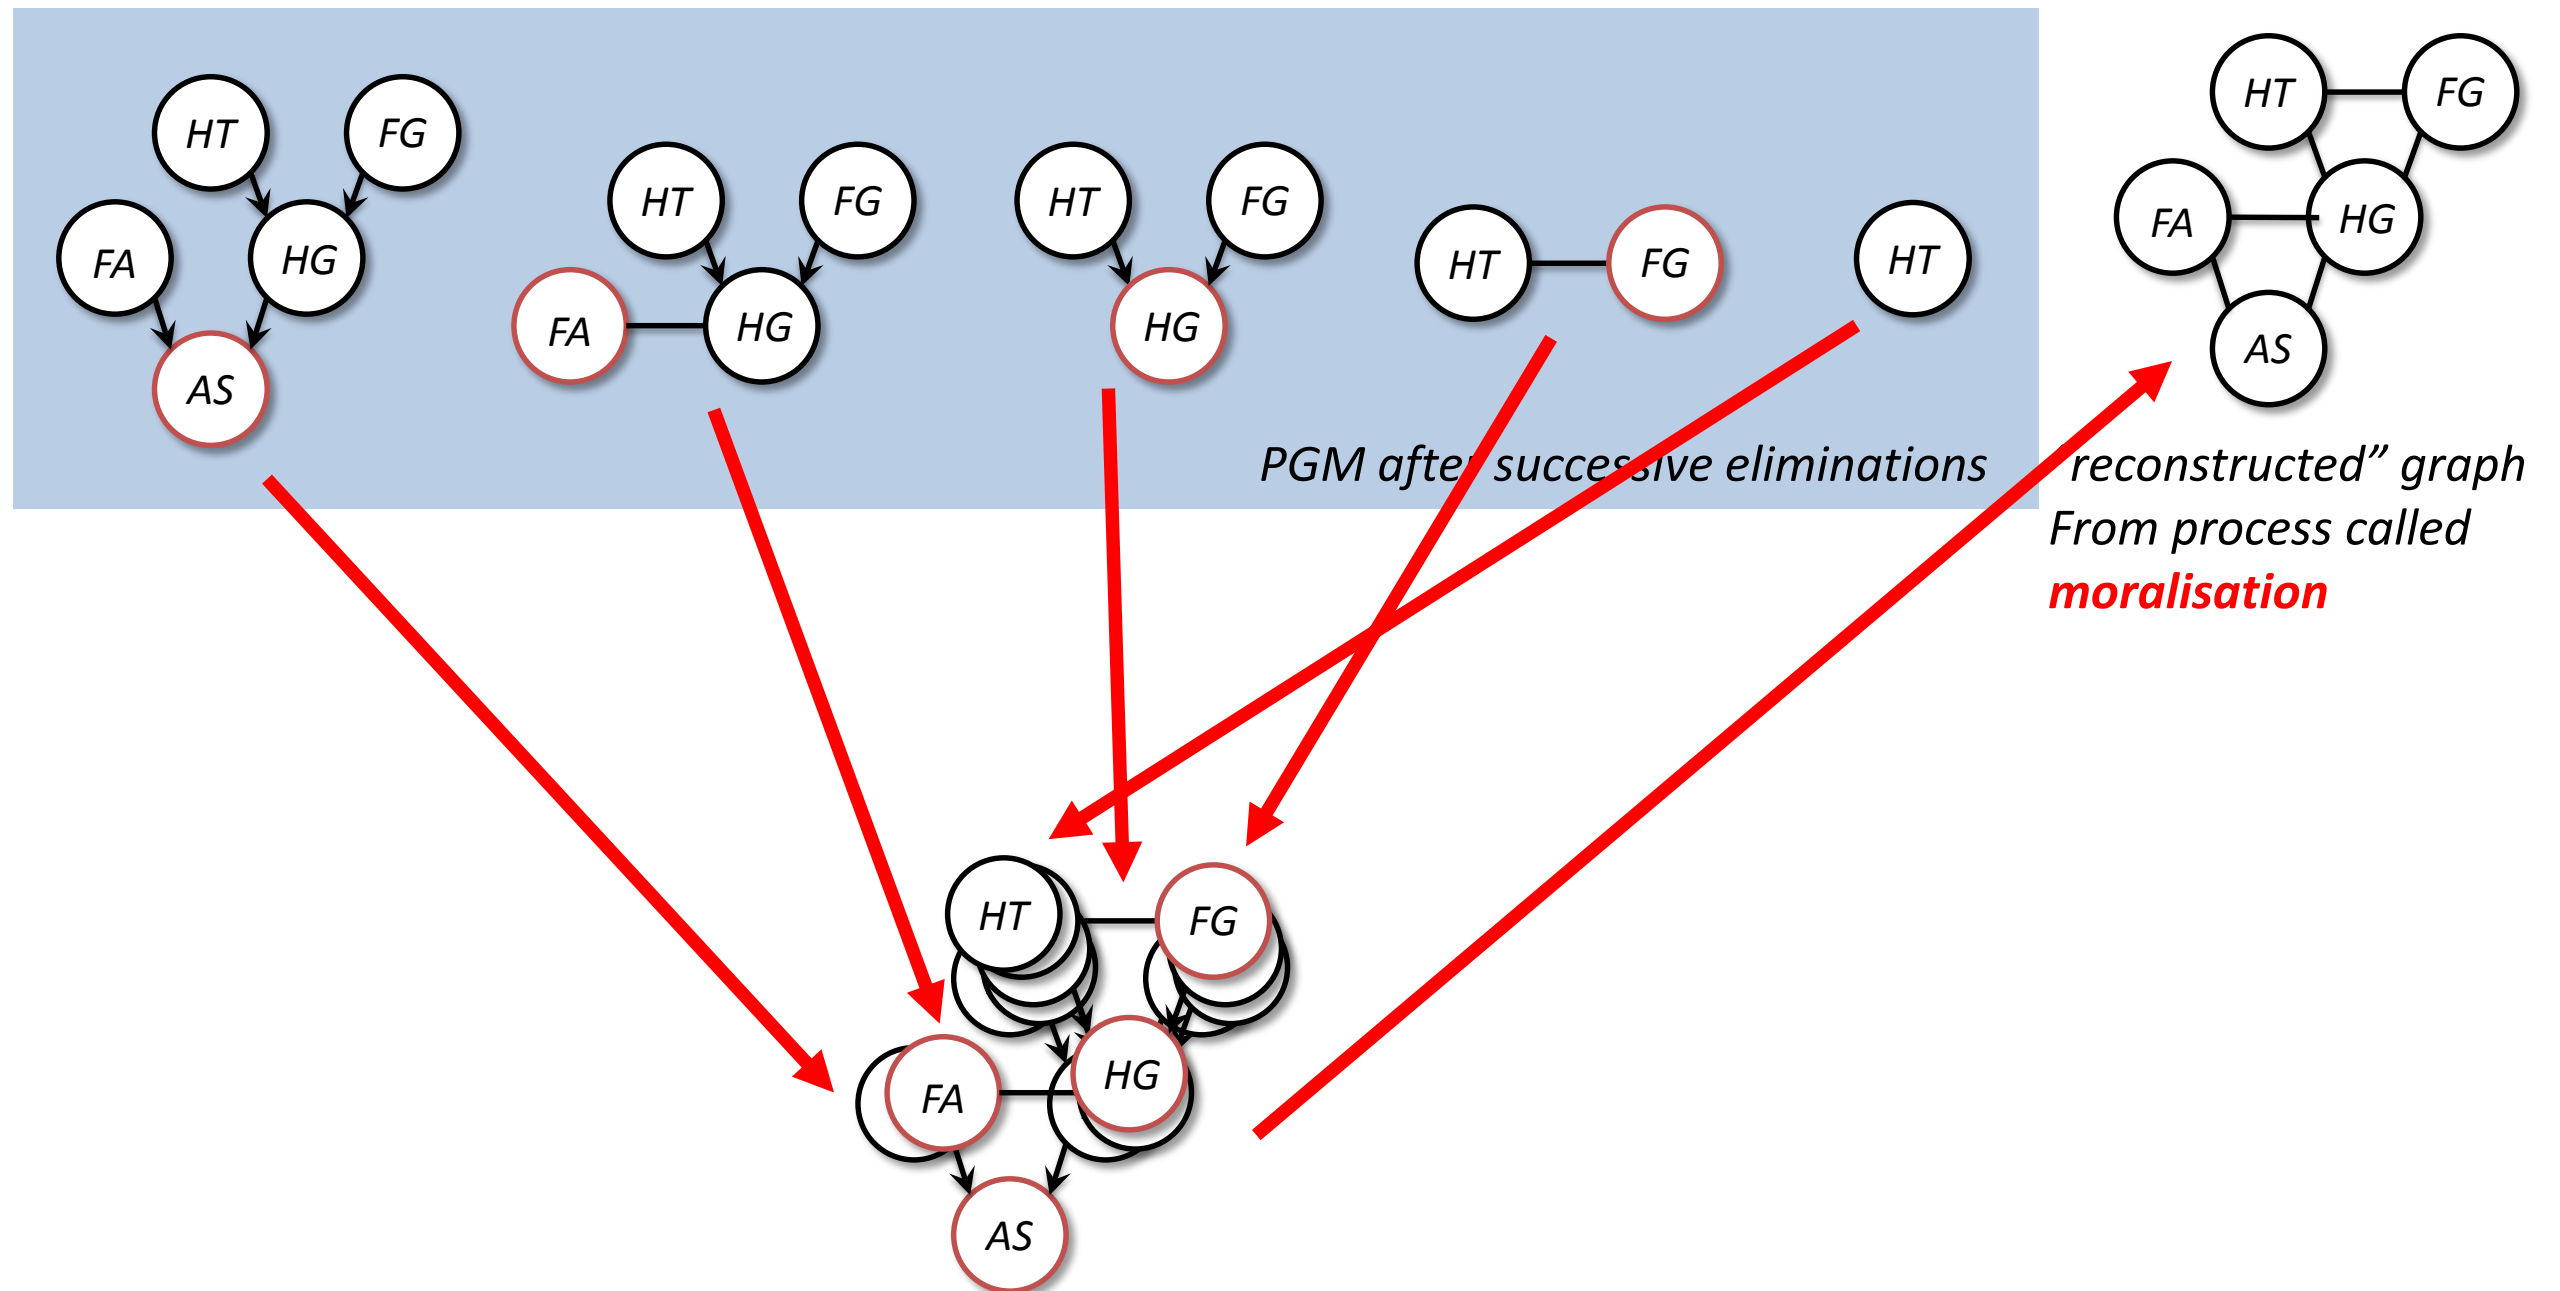 HT
FG
FA
HG
AS
HT
FG
FA
HG
HT
FG
HG
HT
FG
HT
HT
FG
FA
HG
AS
PGM after successive eliminations
reconstructed” graph
From process called
moralisation
HT
FG
FA
HG
AS